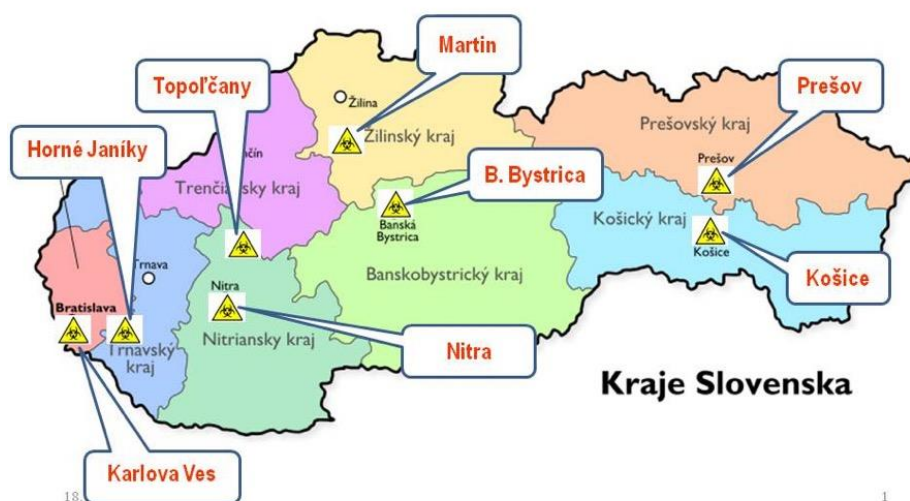 Martin
Topoľčany
Prešov
Žilina
Žilinský kraj
Prešovský kraj
Horné Janíky
Trenčiansky kraj
B. Bystrica
Prešov
Košický kraj
Banská
Bystrica
Košice
Trnava
Banskobystrický kraj
Košice
Nitra
Bratislava
Nitriansky kraj
Trnavský
kraj
Nitra
Kraje Slovenska
Karlova Ves
18.
1